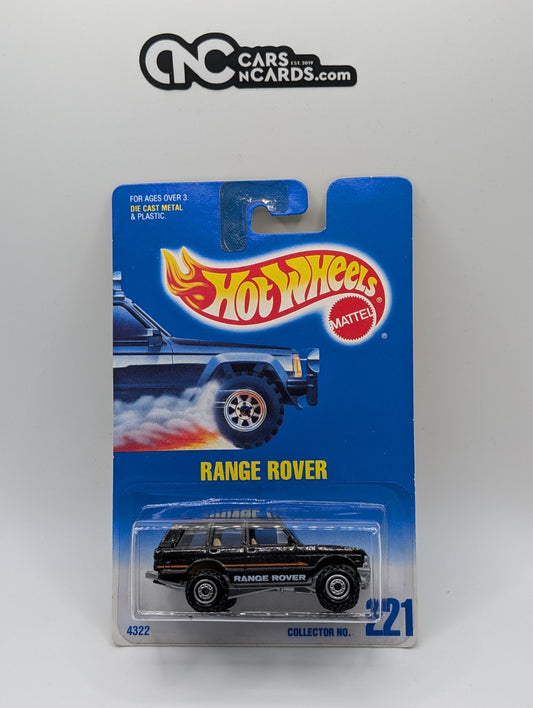 CNC CARS EST. 2019
NCARDS.com
FOR AGES OVER 3
DIE CAST METAL
& PLASTIC.
HOT WHEELS®
MATTEL
RANGE ROVER
RANGE ROVER
4322
COLLECTOR NO.
221